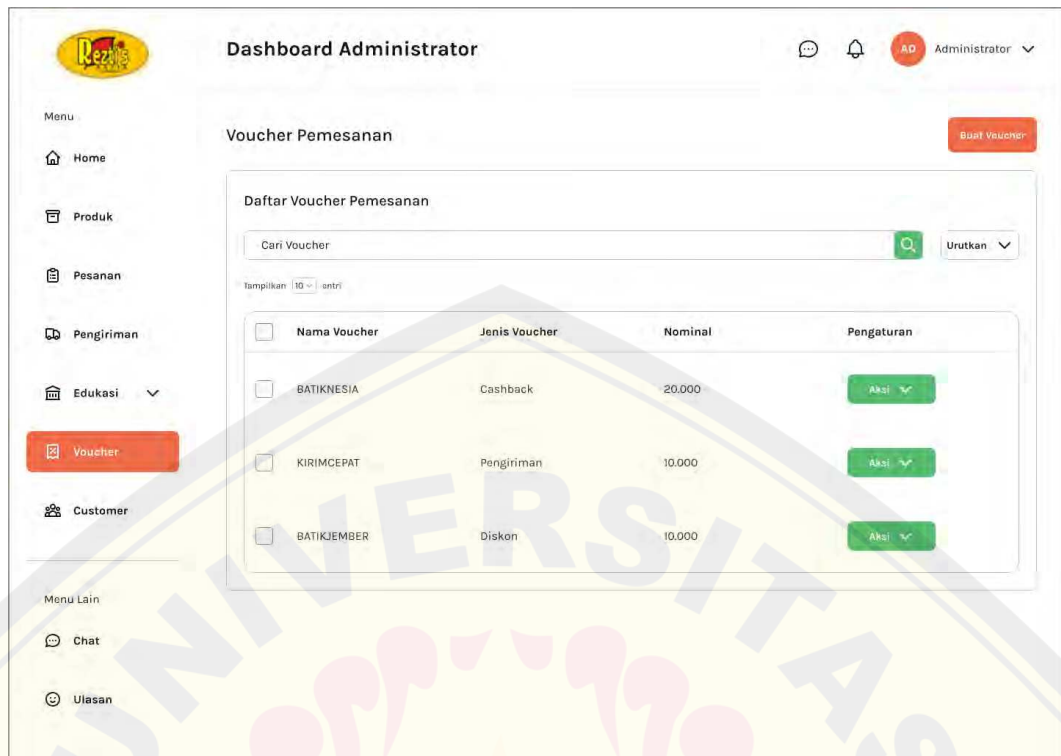 Rezti's
Dashboard Administrator
AD
Administrator
Menu
Home
Produk
Pesanan
Pengiriman
Edukasi
Voucher
Customer
Menu Lain
Chat
Ulasan
Voucher Pemesanan
Buat Voucher
Daftar Voucher Pemesanan
Cari Voucher
Urutkan
Tampilkan 10 entri
Nama Voucher Jenis Voucher Nominal Pengaturan
BATIKNESIA Cashback 20.000 Aksi
KIRIMCEPAT Pengiriman 10.000 Aksi
BATIKJEMBER Diskon 10.000 Aksi
UNIVERSITAS